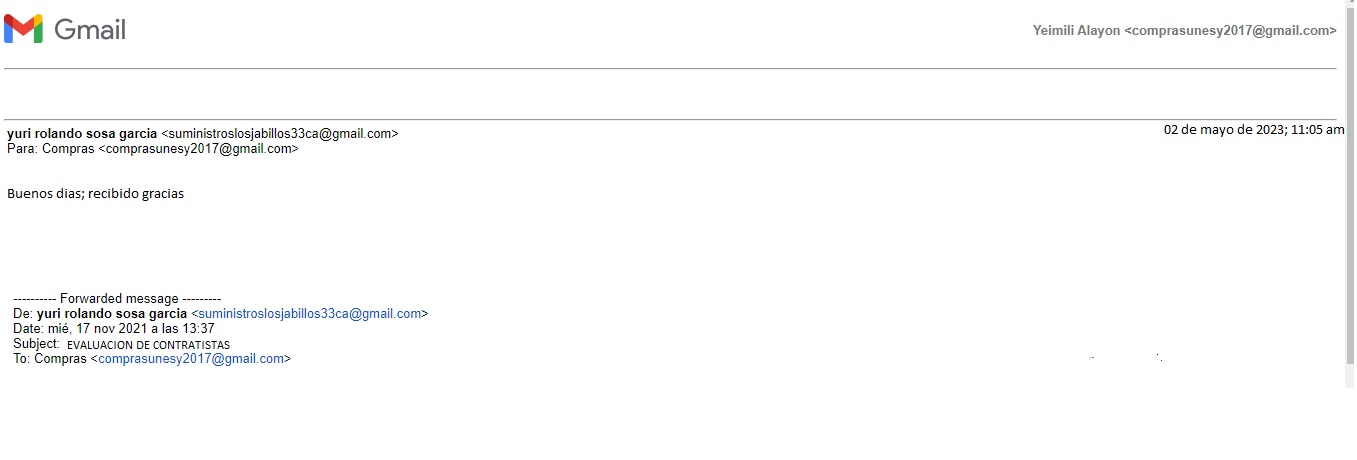 Gmail
Yeimili Alayon <comprasunesy2017@gmail.com>
yuri rolando sosa garcia <suministroslosjabillos33ca@gmail.com>
02 de mayo de 2023; 11:05 am
Para: Compras <comprasunesy2017@gmail.com>
Buenos dias; recibido gracias
---------- Forwarded message ---------
De: yuri rolando sosa garcia <suministroslosjabillos33ca@gmail.com>
Date: mié, 17 nov 2021 a las 13:37
Subject: EVALUACION DE CONTRATISTAS
To: Compras <comprasunesy2017@gmail.com>